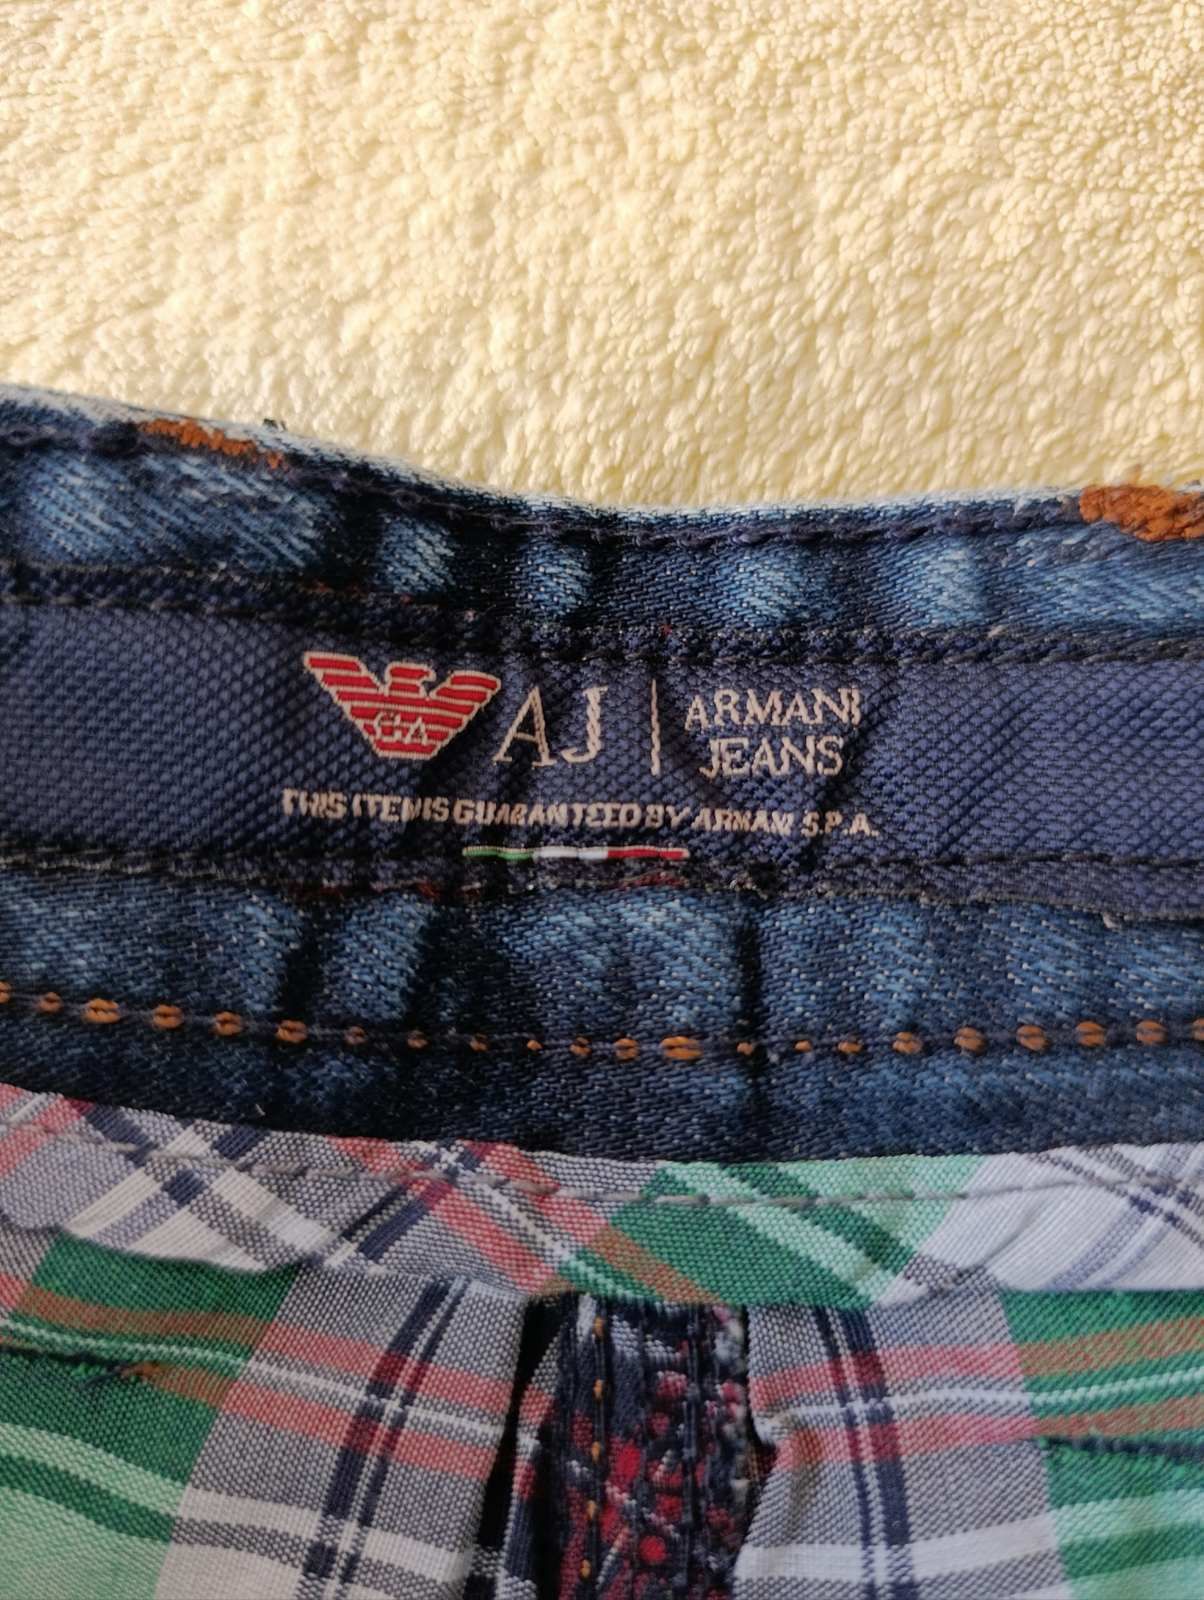 GA AJ | ARMANI
JEANS
THIS ITEM IS GUARANTEED BY ARMANI S.P.A.